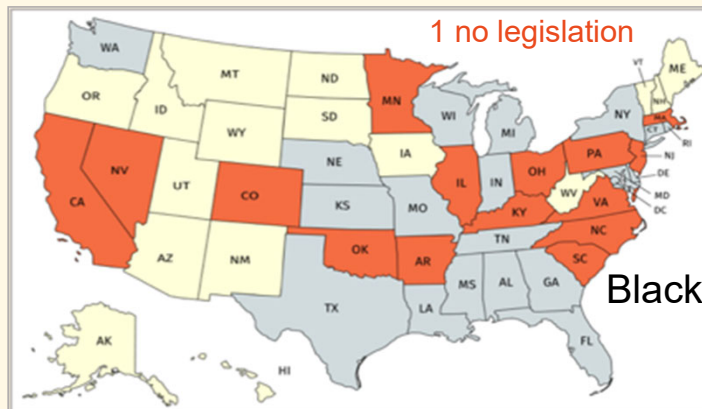 1 no legislation
WA
MT
ND
MN
VT
ME
OR
ID
SD
WI
NH
WY
MI
NY
MA
CT
RI
IA
NE
PA
NJ
NV
IL
IN
OH
DE
UT
CO
WV
MD
CA
KS
MO
KY
VA
DC
NC
TN
AZ
NM
OK
AR
SC
MS
AL
GA
Black
TX
LA
AK
FL
HI